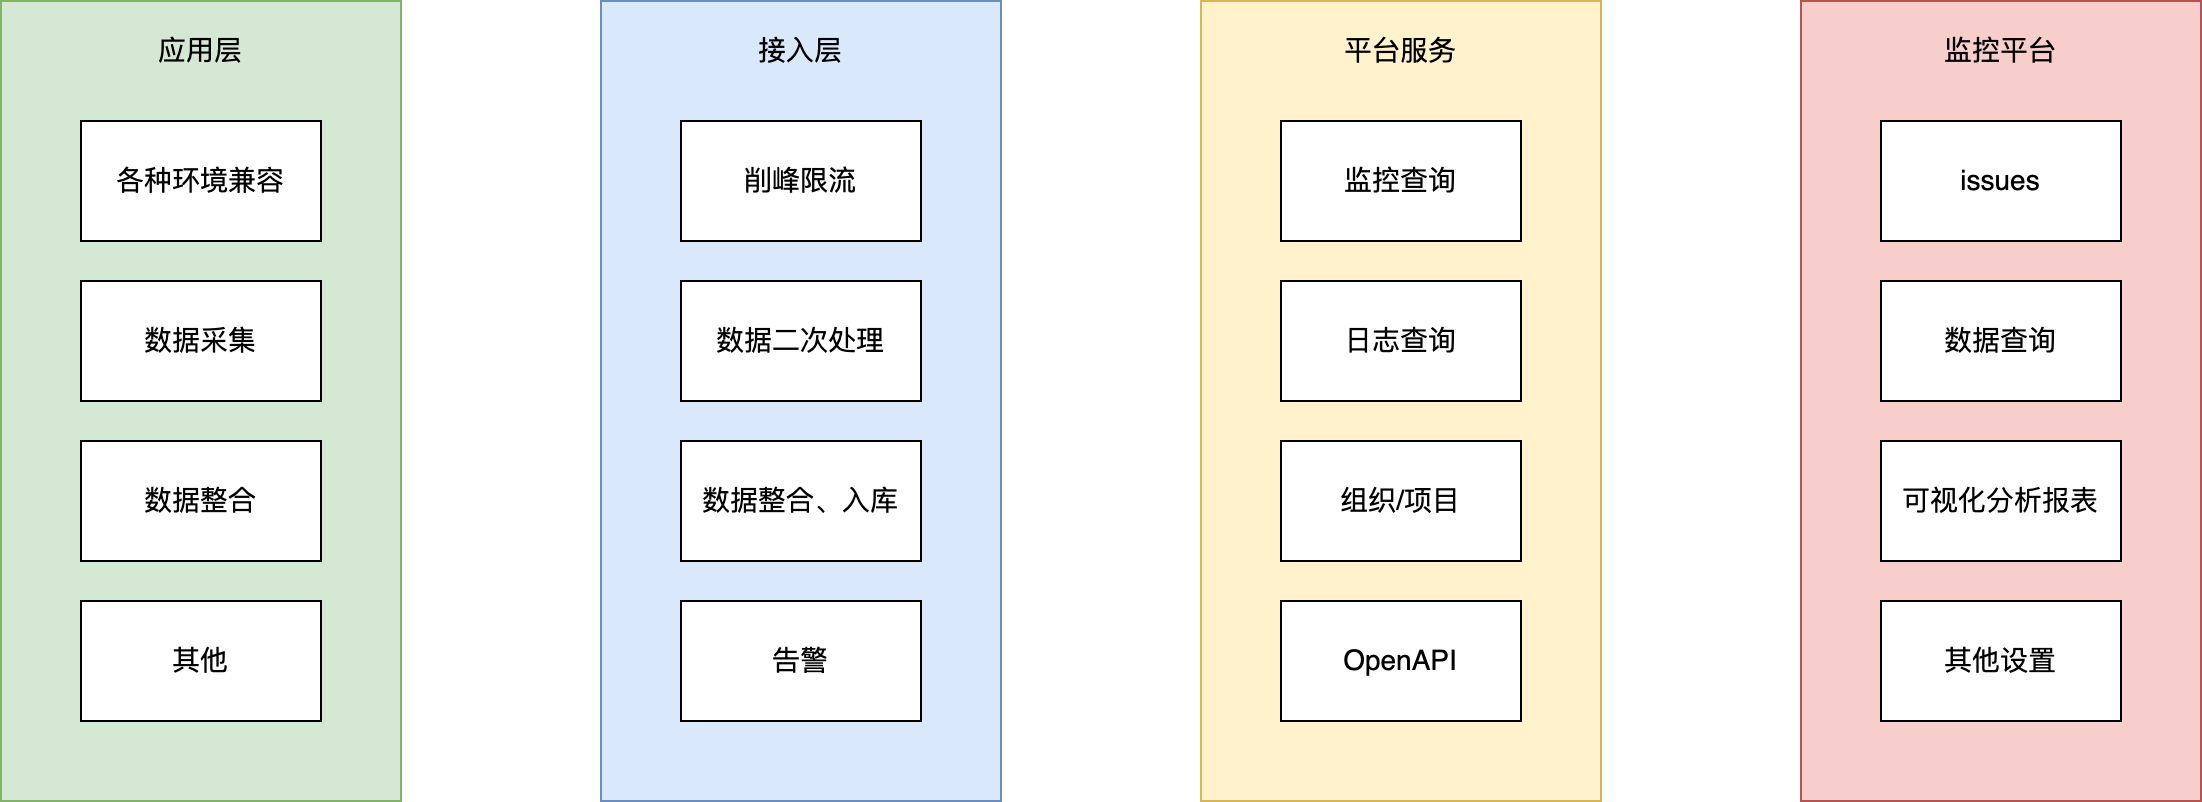 应用层
各种环境兼容
数据采集
数据整合
其他
接入层
削峰限流
数据二次处理
数据整合、入库
告警
平台服务
监控查询
日志查询
组织/项目
OpenAPI
监控平台
issues
数据查询
可视化分析报表
其他设置